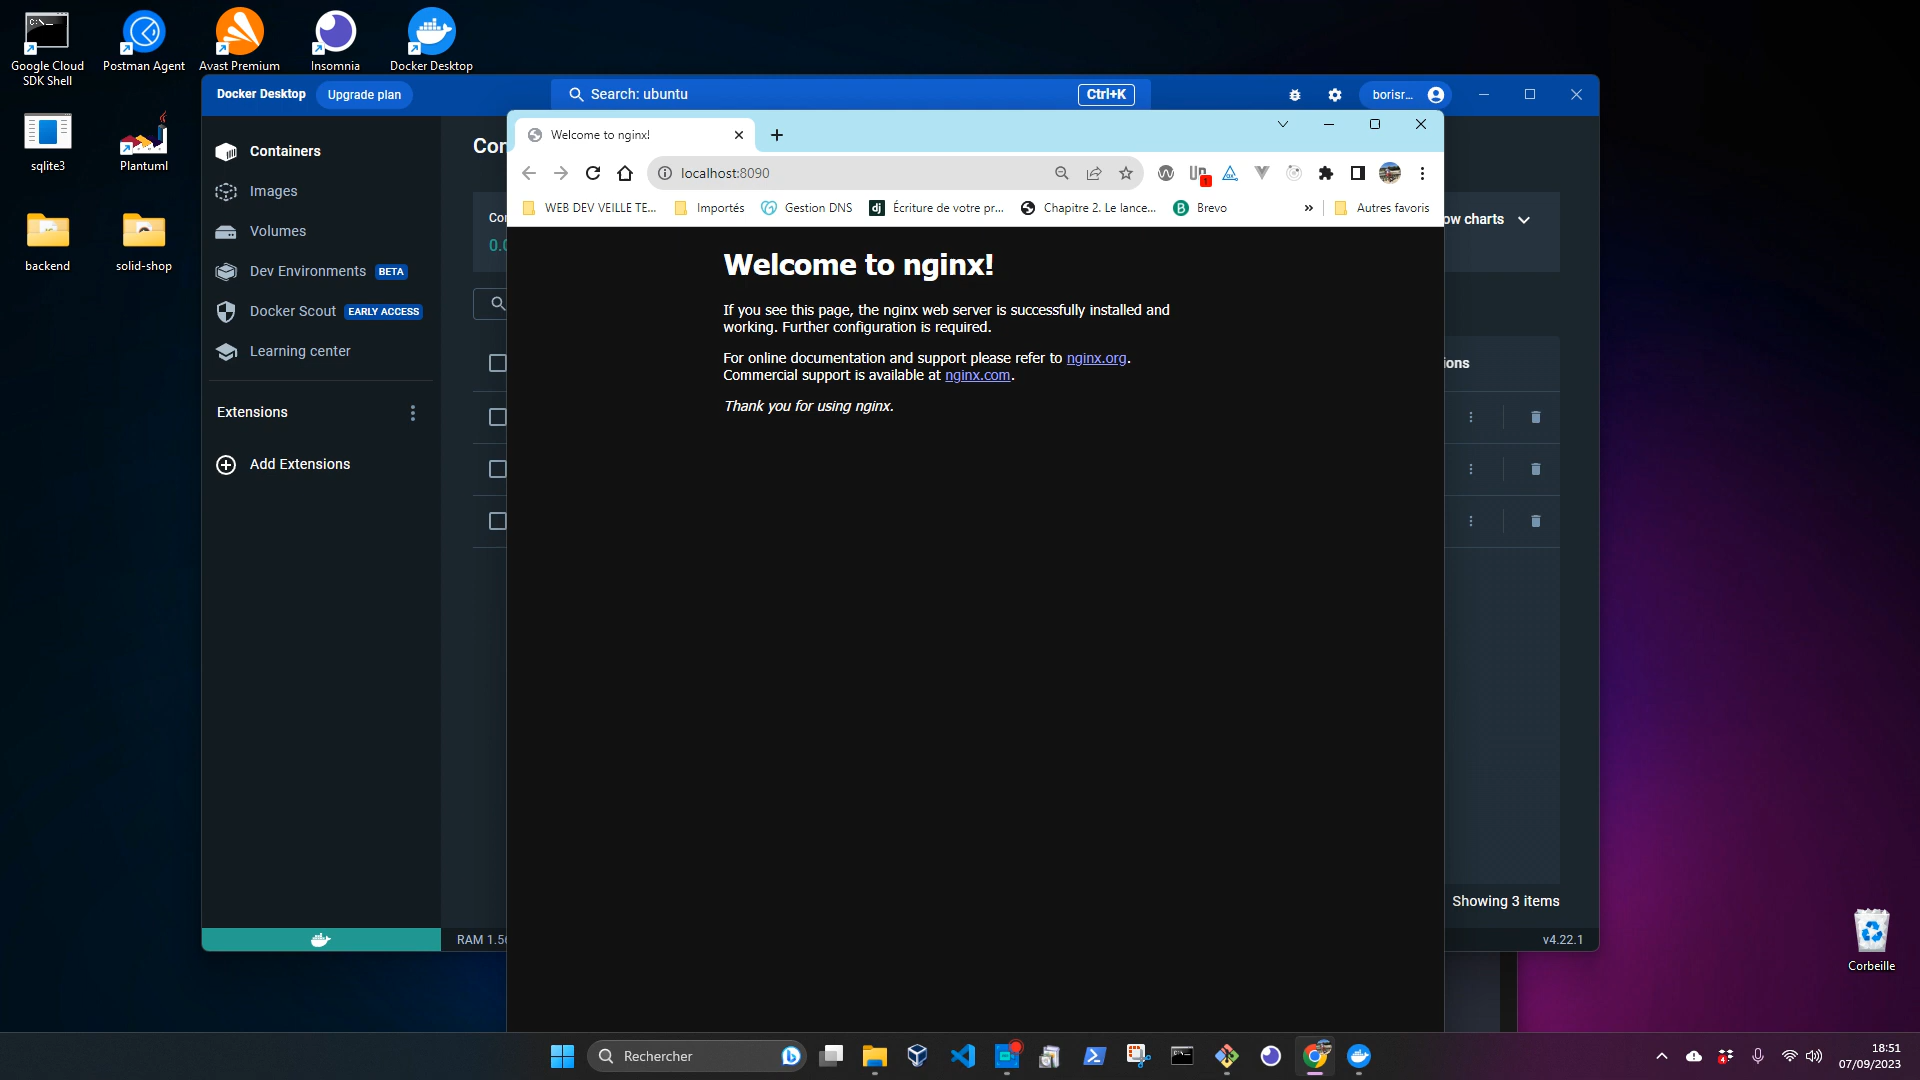 Google Cloud
SDK Shell
Postman Agent
Avast Premium
Insomnia
Docker Desktop
sqlite3
Plantuml
backend
solid-shop
Docker Desktop
Upgrade plan
Search: ubuntu
Ctrl+K
borisr...
Containers
Images
Volumes
Dev Environments BETA
Docker Scout EARLY ACCESS
Learning center
Extensions
Add Extensions
RAM 1.5
Welcome to nginx!
localhost:8090
WEB DEV VEILLE TE...
Importés
Gestion DNS
Écriture de votre pr...
Chapitre 2. Le lance...
Brevo
»
Autres favoris
Welcome to nginx!
If you see this page, the nginx web server is successfully installed and
working. Further configuration is required.
For online documentation and support please refer to nginx.org.
Commercial support is available at nginx.com.
Thank you for using nginx.
ow charts
ions
Showing 3 items
v4.22.1
Corbeille
Rechercher
18:51
07/09/2023